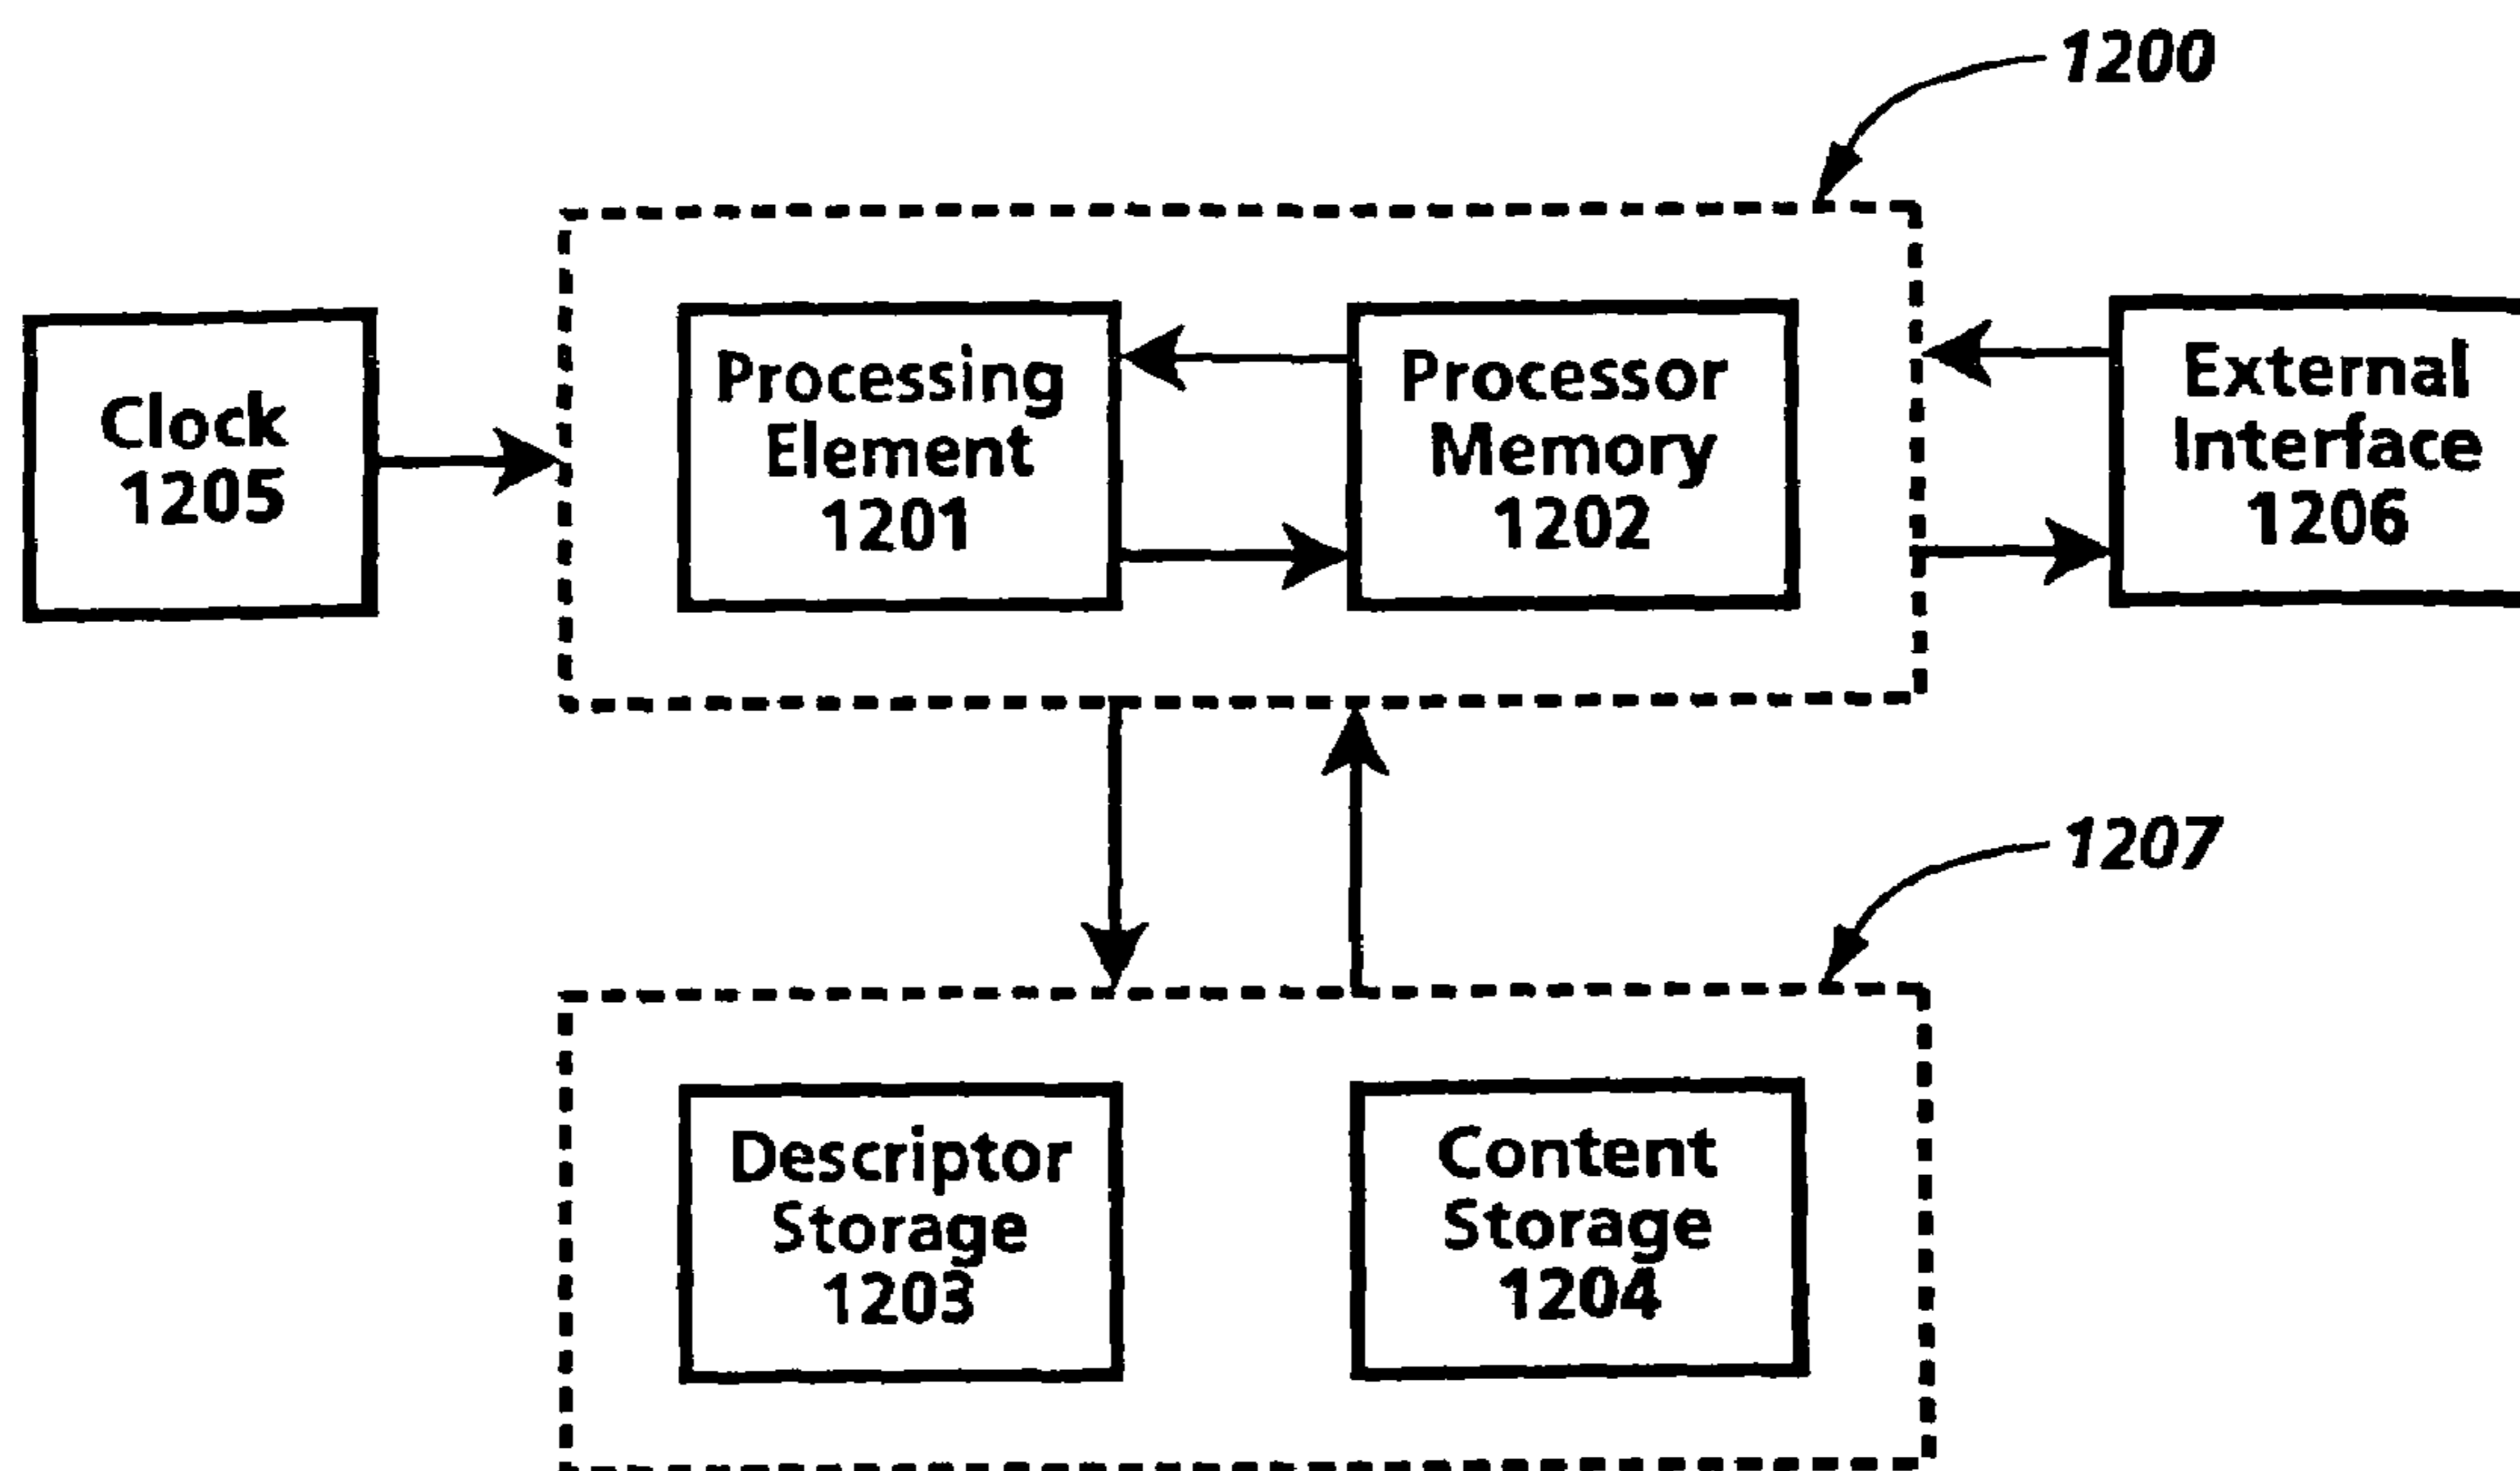 1200
Clock
1205
Processing
Element
1201
Processor
Memory
1202
External
Interface
1206
1207
Descriptor
Storage
1203
Content
Storage
1204